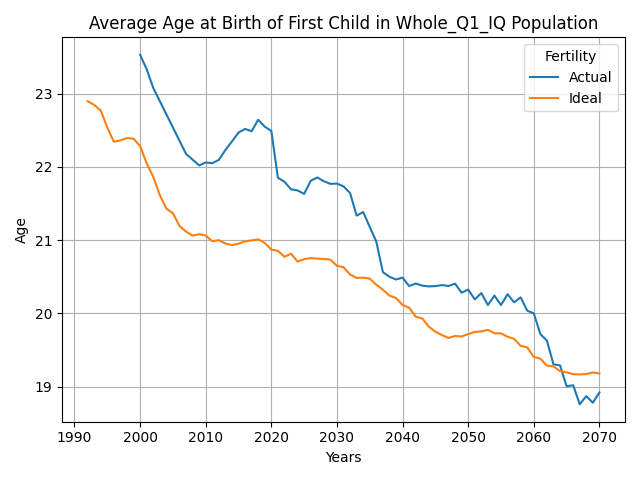 Average Age at Birth of First Child in Whole_Q1_IQ Population
Fertility
Actual
Ideal
Age
23
22
21
20
19
1990
2000
2010
2020
2030
2040
2050
2060
2070
Years